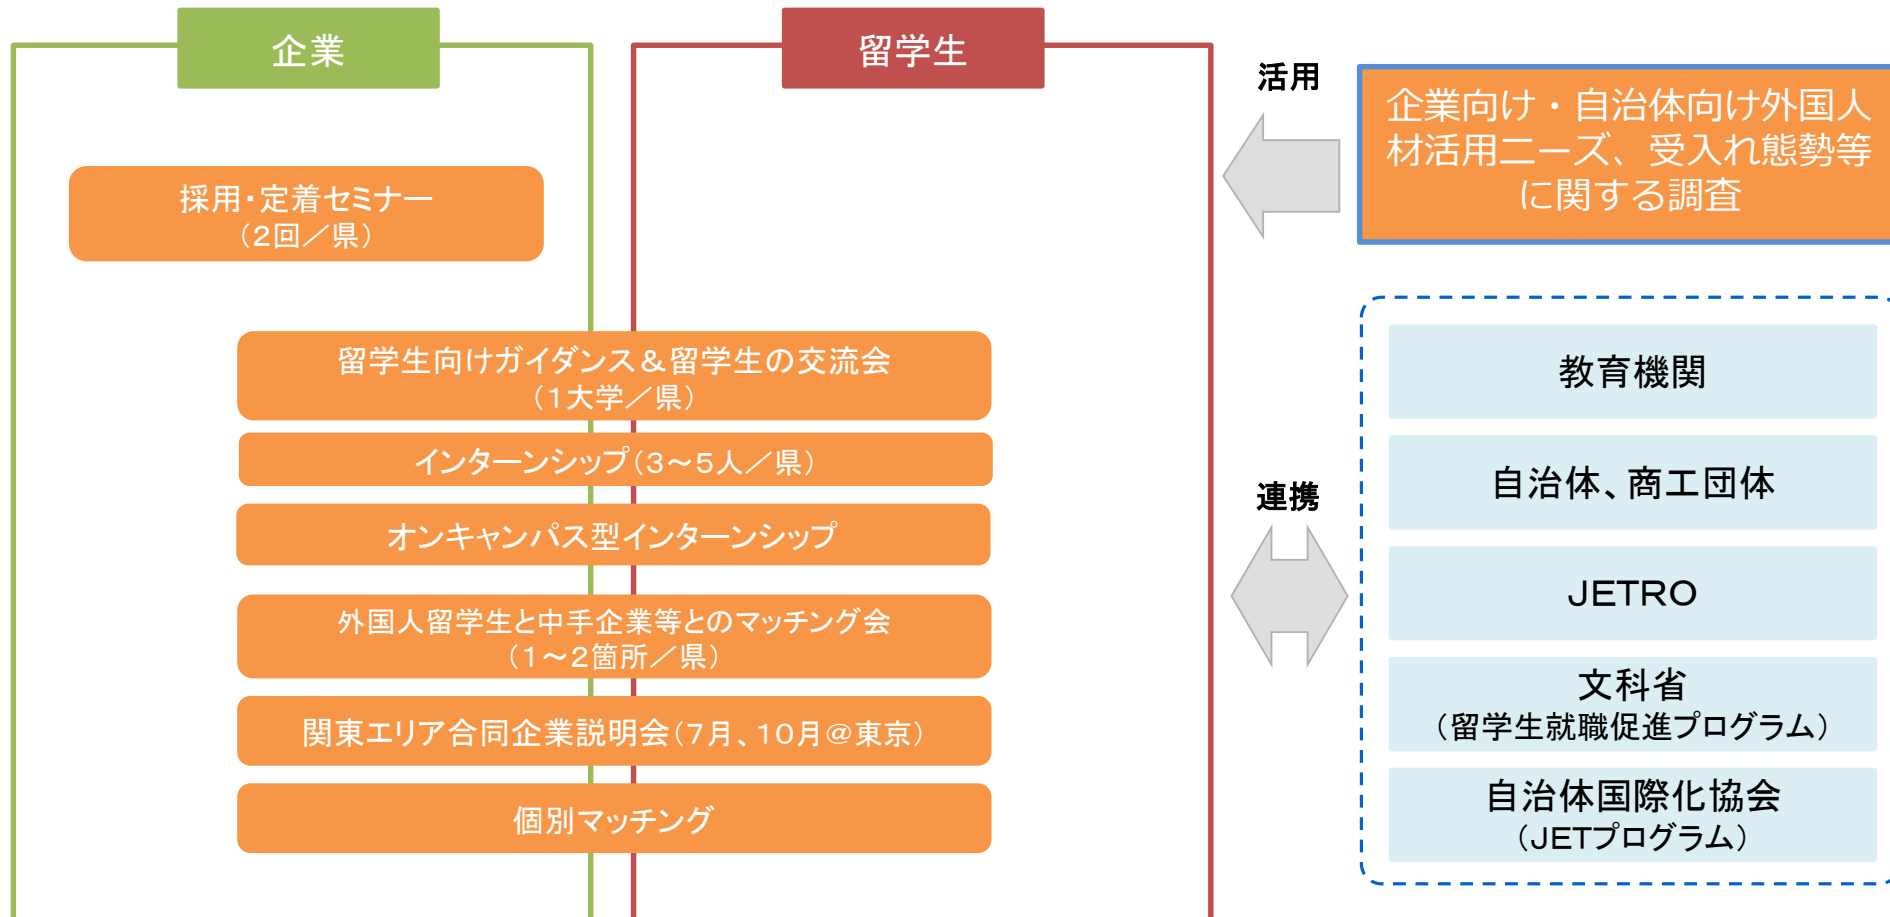 企業
留学生
採用・定着セミナー
（2回／県）
留学生向けガイダンス＆留学生の交流会
（1大学／県）
インターンシップ（3～5人／県）
オンキャンパス型インターンシップ
外国人留学生と中手企業等とのマッチング会
（1～2箇所／県）
関東エリア合同企業説明会（7月、10月＠東京）
個別マッチング
活用
企業向け・自治体向け外国人
材活用ニーズ、受入れ態勢等
に関する調査
連携
教育機関
自治体、商工団体
JETRO
文科省
（留学生就職促進プログラム）
自治体国際化協会
（JETプログラム）